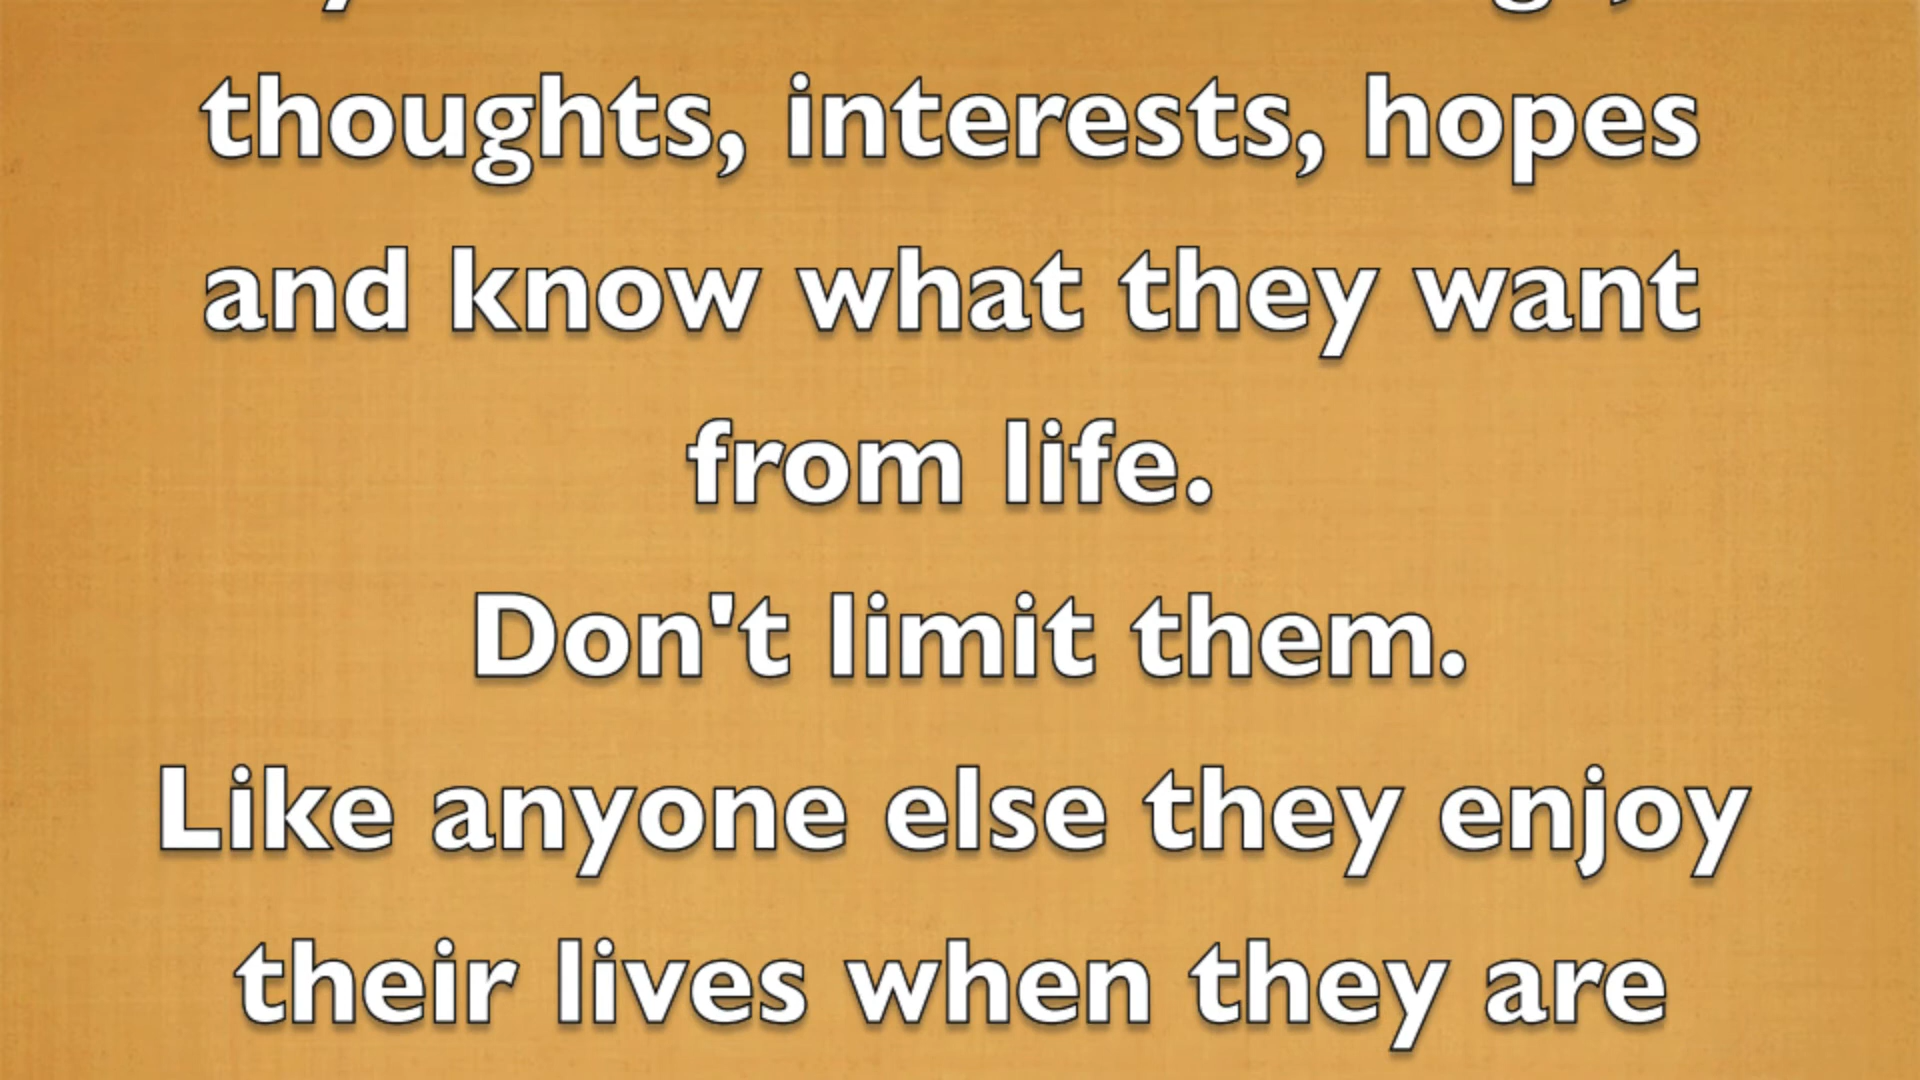 thoughts, interests, hopes
and know what they want
from life.
Don't limit them.
Like anyone else they enjoy
their lives when they are